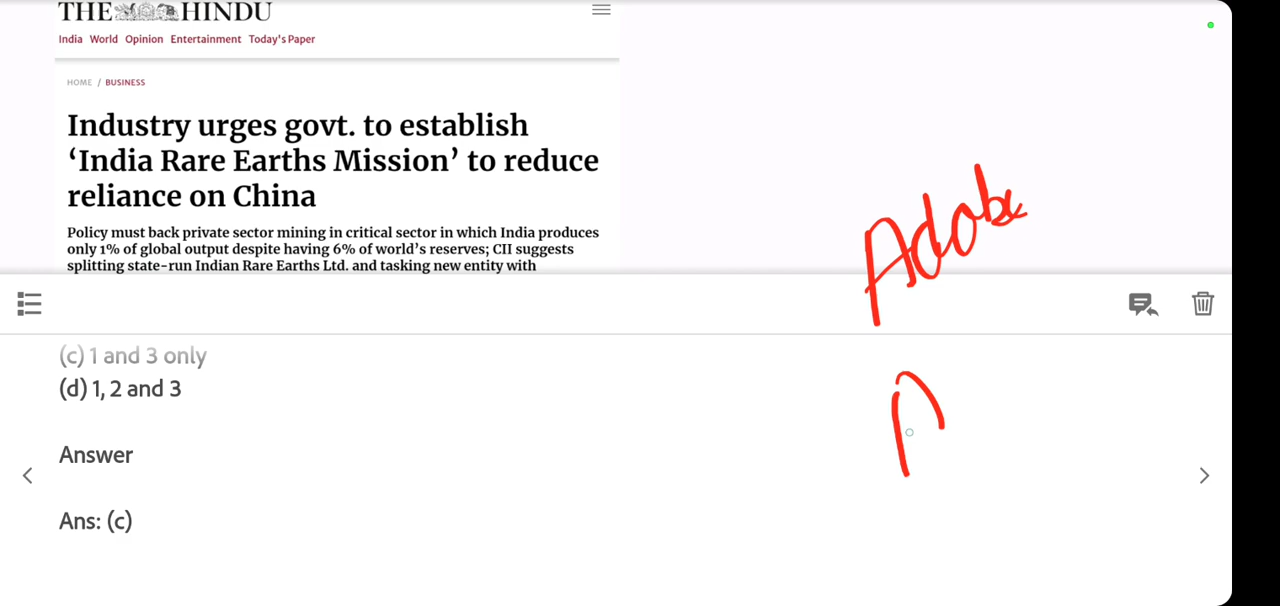 THE HINDU
India World Opinion Entertainment Today's Paper
HOME / BUSINESS
Industry urges govt. to establish
‘India Rare Earths Mission’ to reduce
reliance on China
Policy must back private sector mining in critical sector in which India produces
only 1% of global output despite having 6% of world’s reserves; CII suggests
splitting state-run Indian Rare Earths Ltd. and tasking new entity with
Adobe
(c) 1 and 3 only
(d) 1, 2 and 3
Answer
Ans: (c)